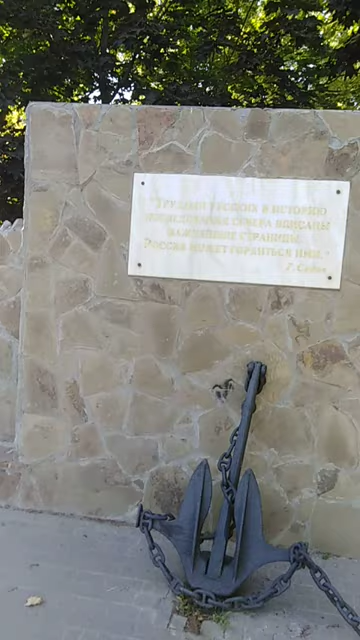 "Трудами русских в историю
исследования севера вписаны
важнейшие страницы.
Россия может гордиться ими."
Г. Седов